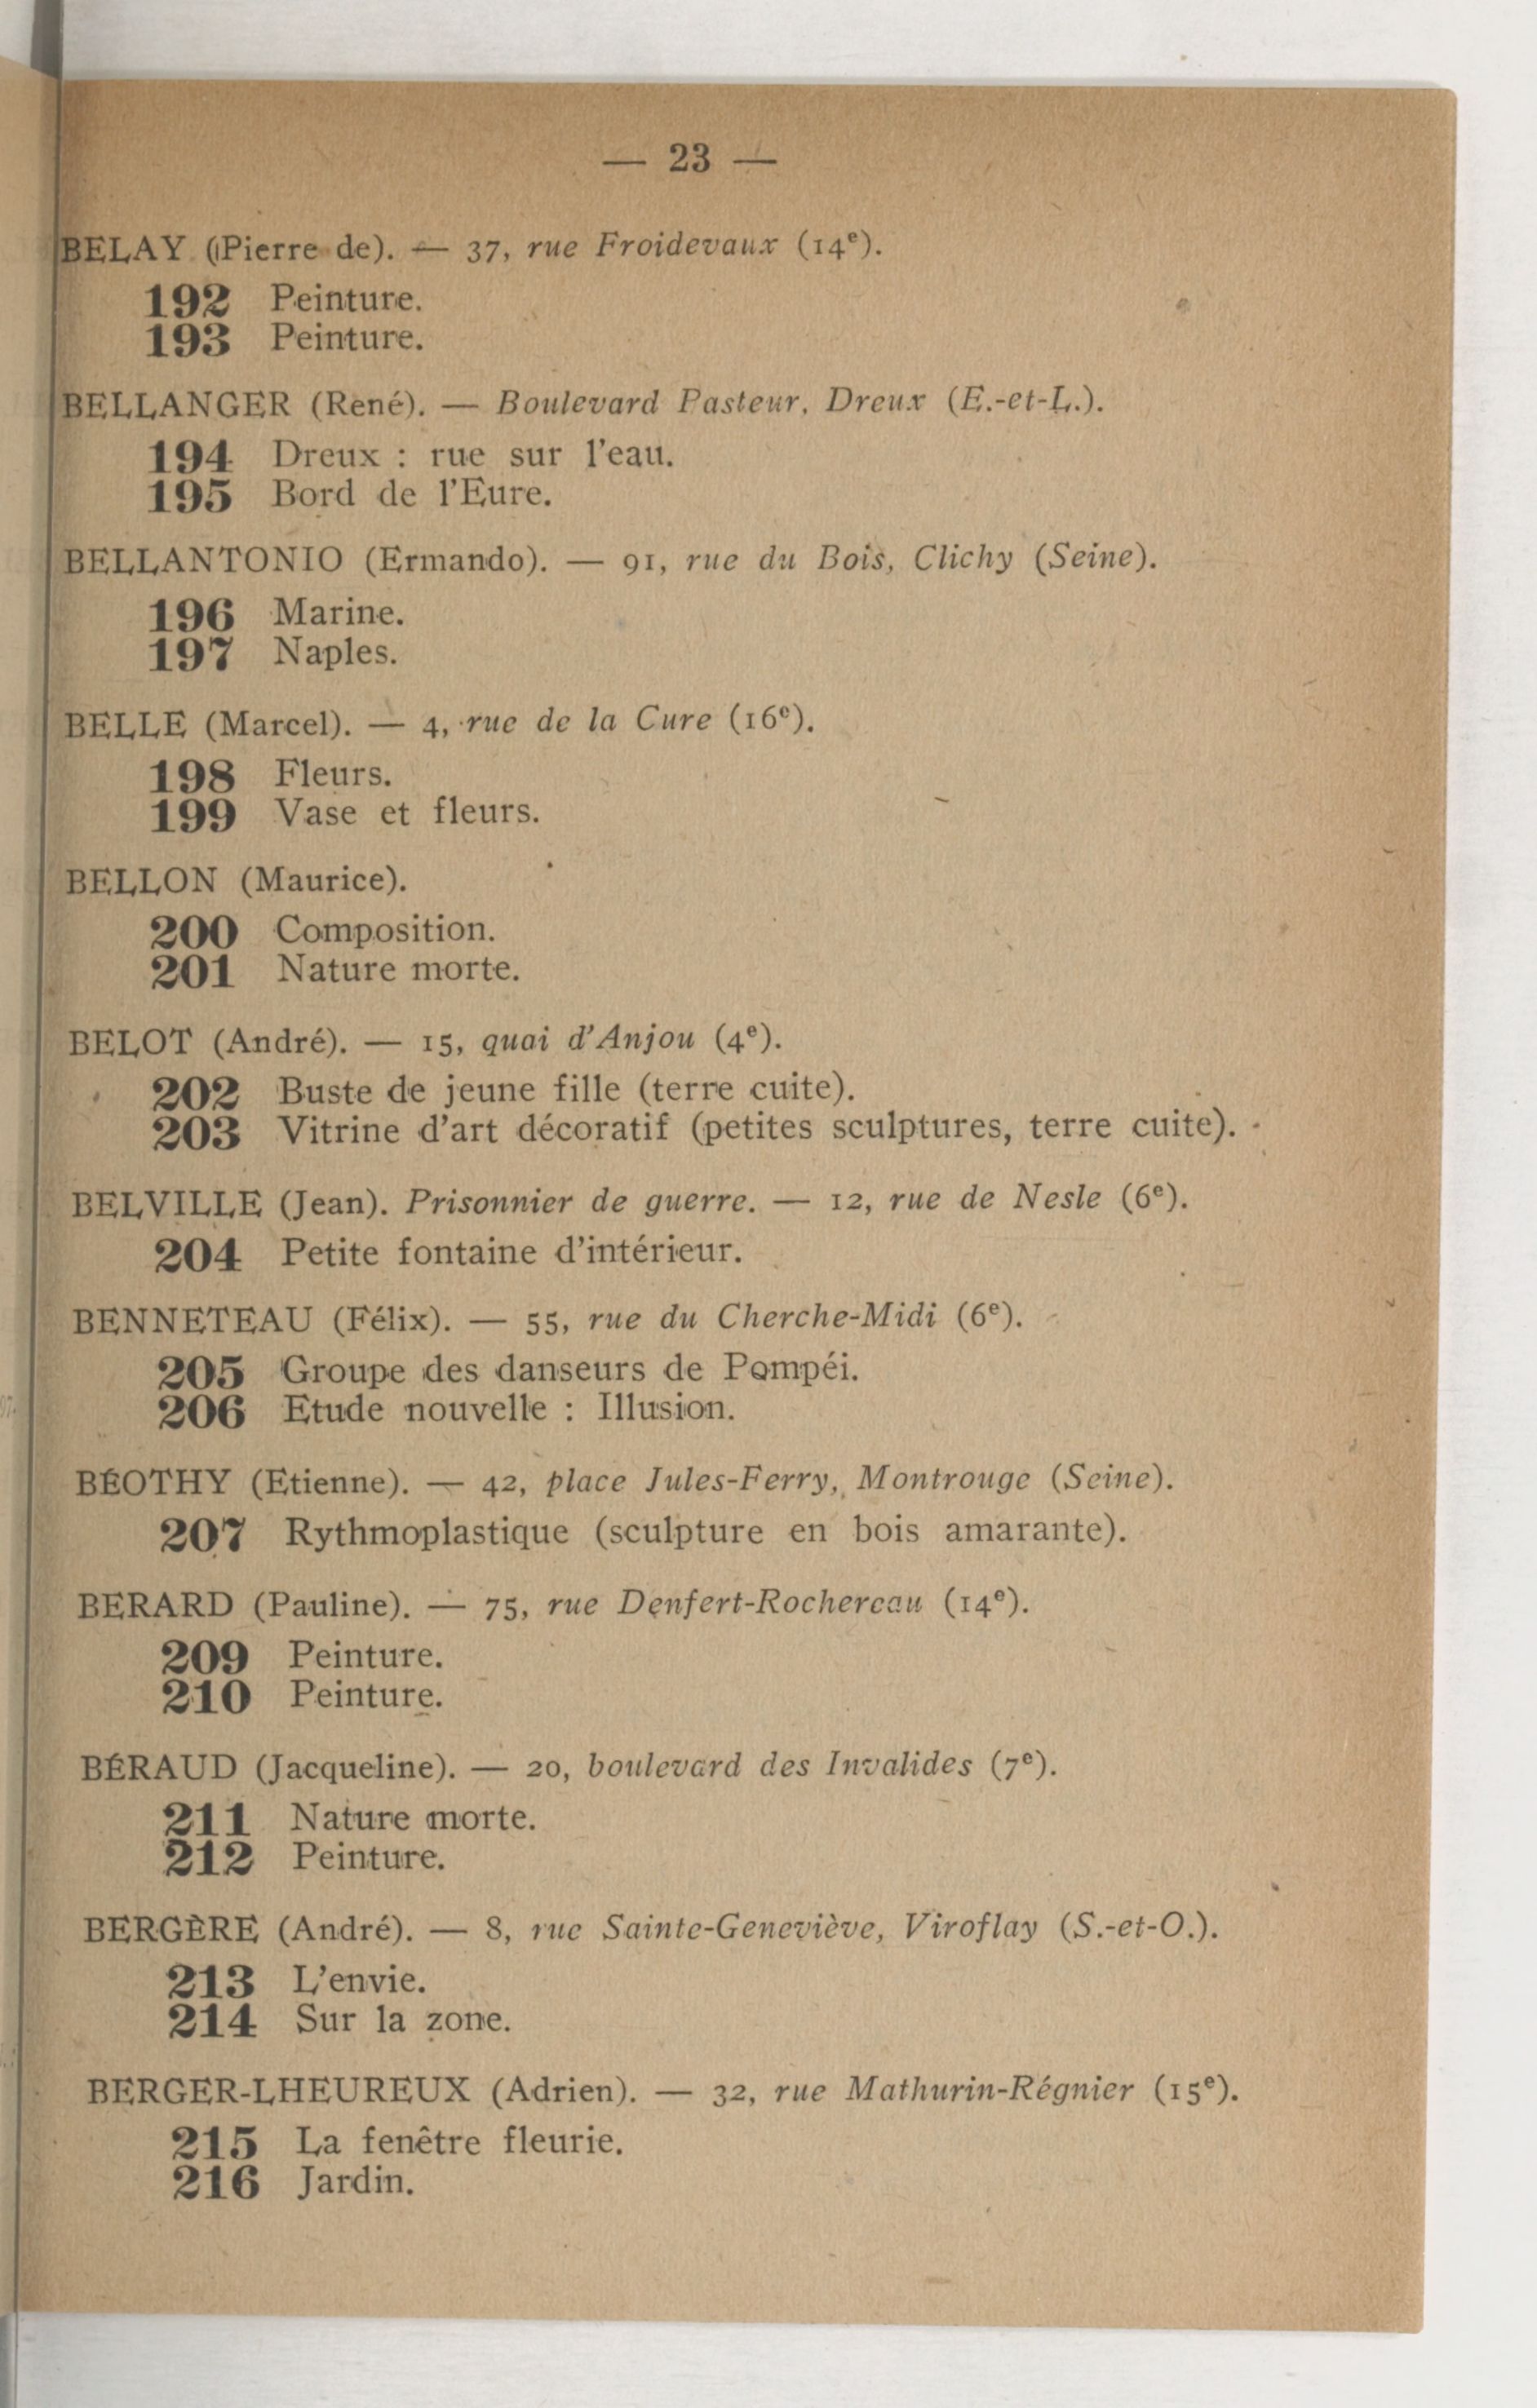 — 23 —
BELAY (Pierre de). — 37, rue Froidevaux (14e).
192 Peinture.
193 Peinture.
BELLANGER (René). — Boulevard Pasteur, Dreux (E.-et-L.).
194 Dreux : rue sur l'eau.
195 Bord de l'Eure.
BELLANTONIO (Ermando). — 91, rue du Bois, Clichy (Seine).
196 Marine.
197 Naples.
BELLE (Marcel). — 4, rue de la Cure (16e).
198 Fleurs.
199 Vase et fleurs.
BELLON (Maurice).
200 Composition.
201 Nature morte.
BELOT (André). — 15, quai d'Anjou (4e).
202 Buste de jeune fille (terre cuite).
203 Vitrine d'art décoratif (petites sculptures, terre cuite).
BELVILLE (Jean). Prisonnier de guerre. — 12, rue de Nesle (6e).
204 Petite fontaine d'intérieur.
BENNETEAU (Félix). — 55, rue du Cherche-Midi (6e).
205 Groupe des danseurs de Pompéi.
206 Etude nouvelle : Illusion.
BÉOTHY (Etienne). — 42, place Jules-Ferry, Montrouge (Seine).
207 Rythmoplastique (sculpture en bois amarante).
BERARD (Pauline). — 75, rue Denfert-Rochereau (14e).
209 Peinture.
210 Peinture.
BÉRAUD (Jacqueline). — 20, boulevard des Invalides (7e).
211 Nature morte.
212 Peinture.
BERGÈRE (André). — 8, rue Sainte-Geneviève, Viroflay (S.-et-O.).
213 L'envie.
214 Sur la zone.
BERGER-LHEUREUX (Adrien). — 32, rue Mathurin-Régnier (15e).
215 La fenêtre fleurie.
216 Jardin.